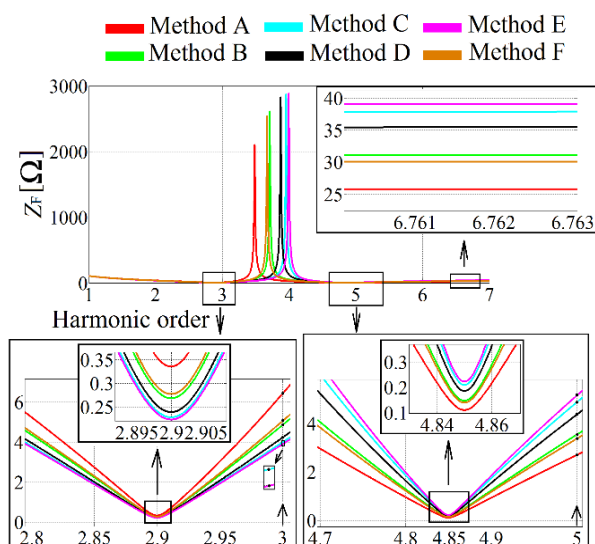 Method A Method C Method E
Method B Method D Method F
3000
2000
1000
0
Z_F [Ω]
1 2 3 4 5 6 7
Harmonic order
40
35
30
25
6.761 6.762 6.763
0.35
0.3
0.25
2.895 2.92.905
6
4
2
0
2.8 2.85 2.9 2.95 3
0.3
0.2
0.1
4.84 4.86
4
2
0
4.7 4.8 4.85 4.9 5